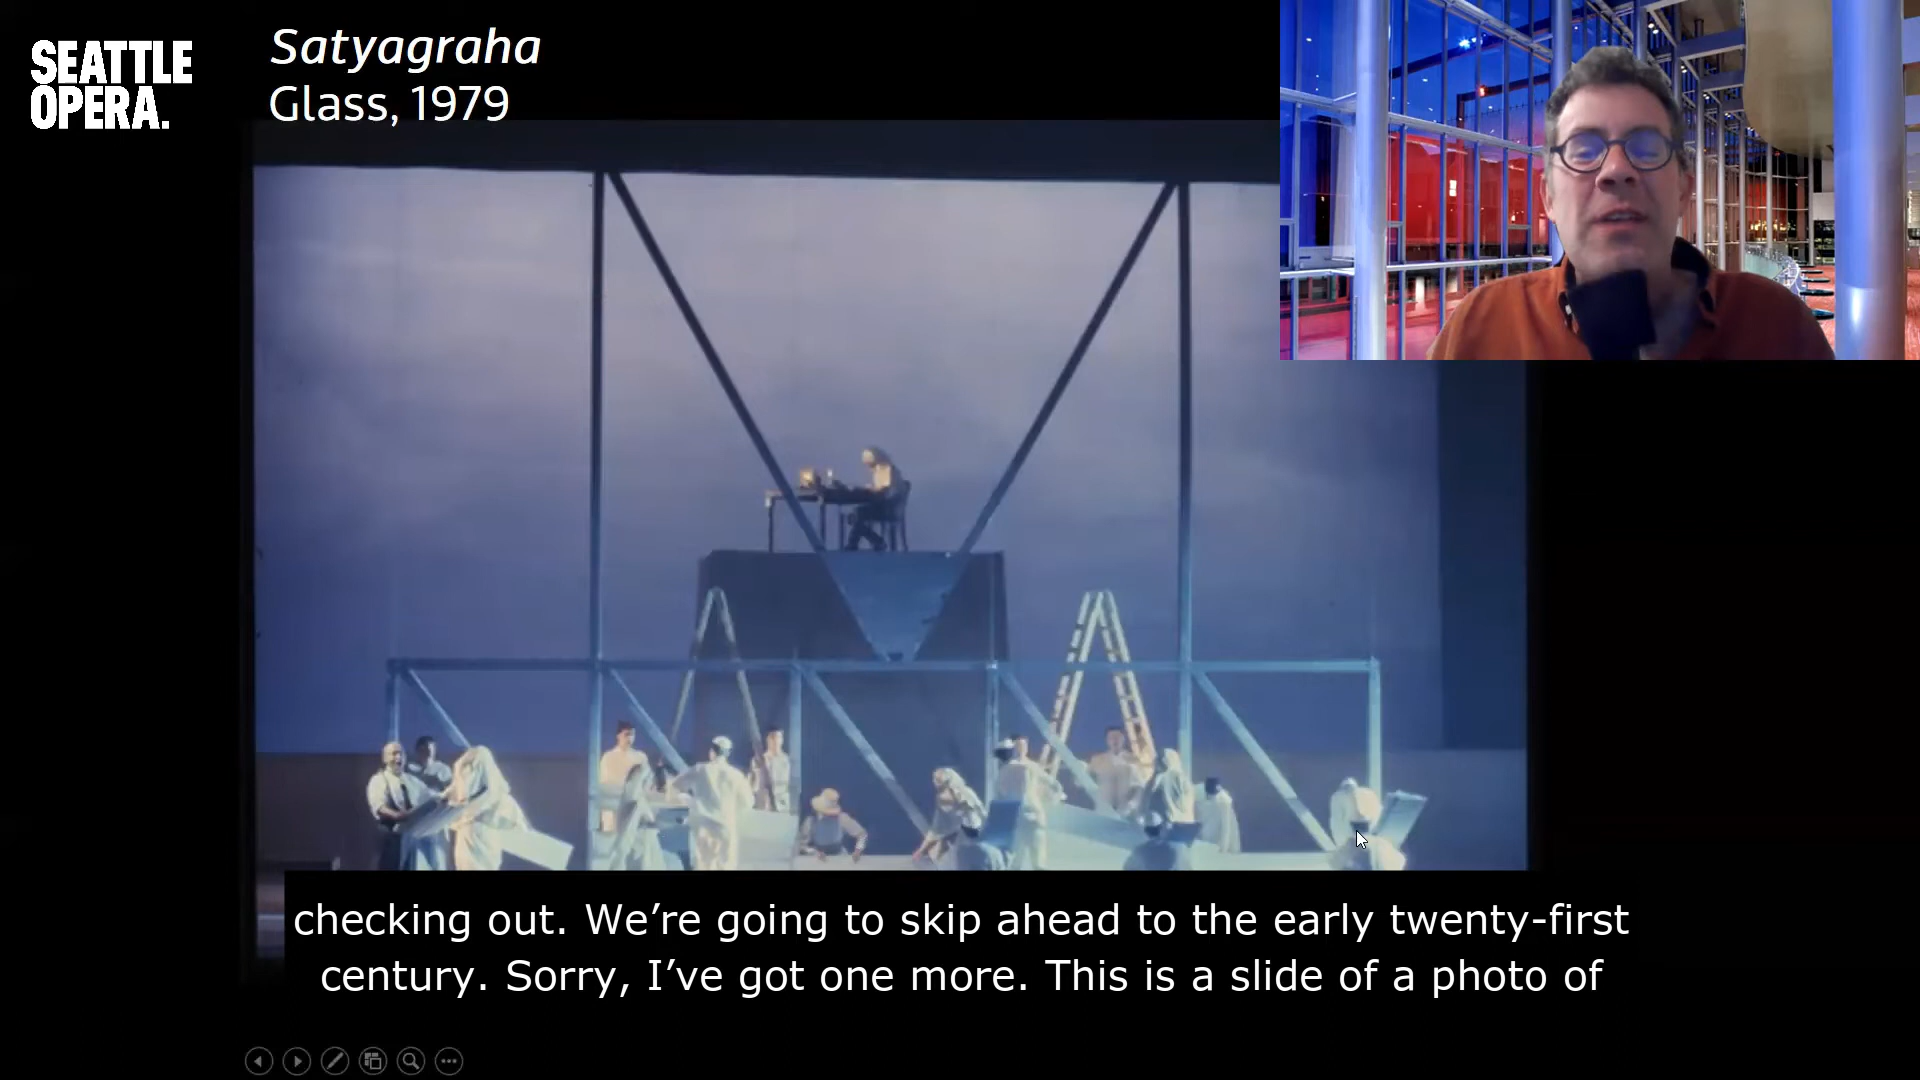 SEATTLE
OPERA.
Satyagraha
Glass, 1979
checking out. We’re going to skip ahead to the early twenty-first
century. Sorry, I’ve got one more. This is a slide of a photo of